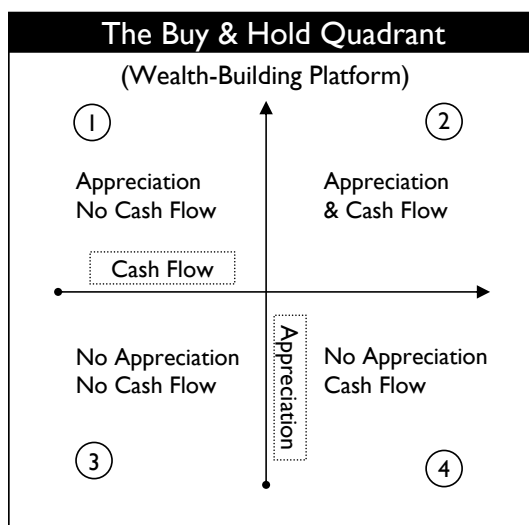 The Buy & Hold Quadrant
(Wealth-Building Platform)
1
2
Appreciation
No Cash Flow
Appreciation
& Cash Flow
Cash Flow
Appreciation
No Appreciation
No Cash Flow
No Appreciation
Cash Flow
3
4